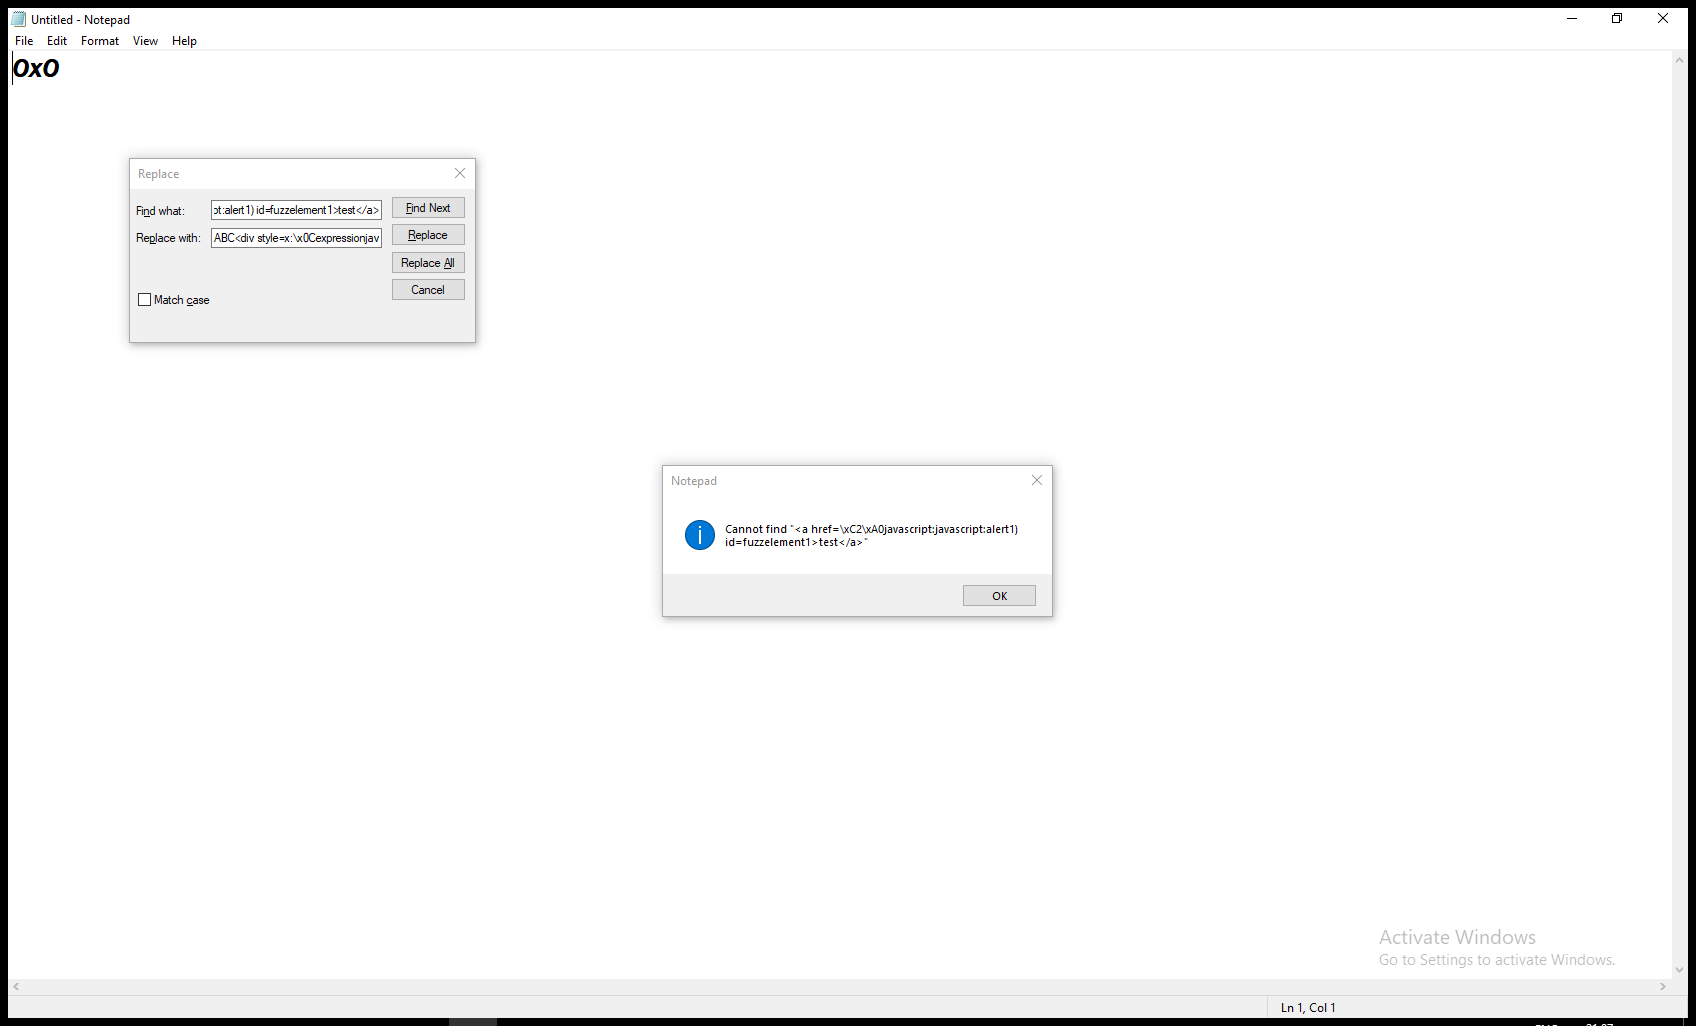 Untitled - Notepad
File Edit Format View Help
0x0
Replace
Find what: ot:alert1) id=fuzzelement1>test</a> Find Next
Replace with: ABC<div style=x:\x0Cexpressionjav Replace
Replace All
Cancel
Match case
Notepad
Cannot find "<a href=\xC2\xA0javascript:javascript:alert1)
id=fuzzelement1>test</a>"
OK
Activate Windows
Go to Settings to activate Windows.
Ln 1, Col 1